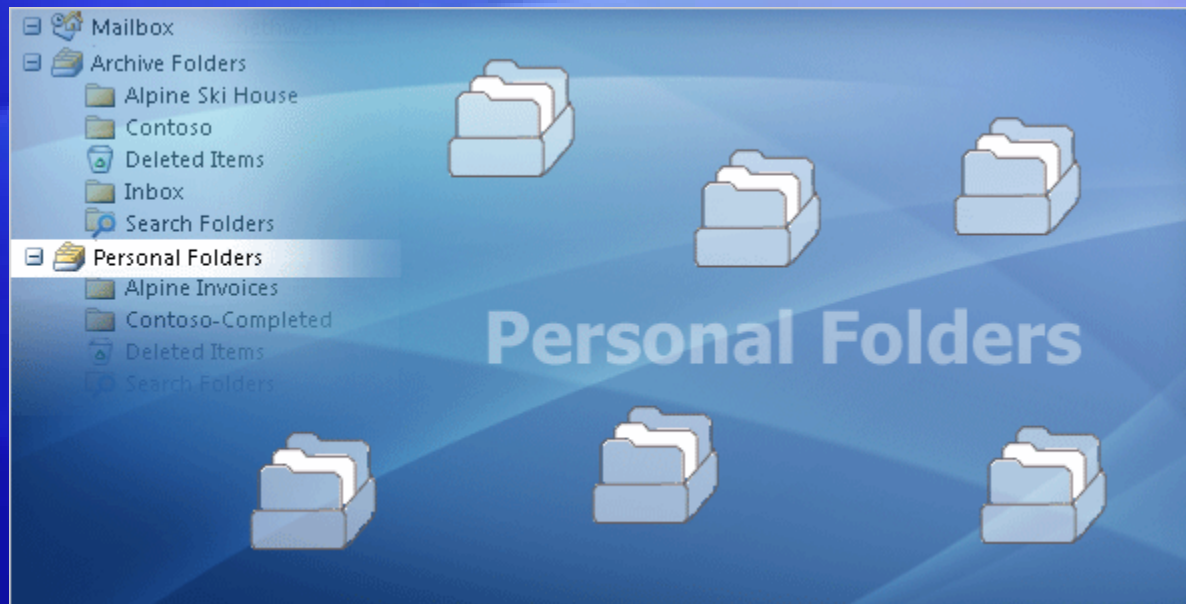 Mailbox
Archive Folders
Alpine Ski House
Contoso
Deleted Items
Inbox
Search Folders
Personal Folders
Alpine Invoices
Contoso-Completed
Deleted Items
Search Folders
Personal Folders